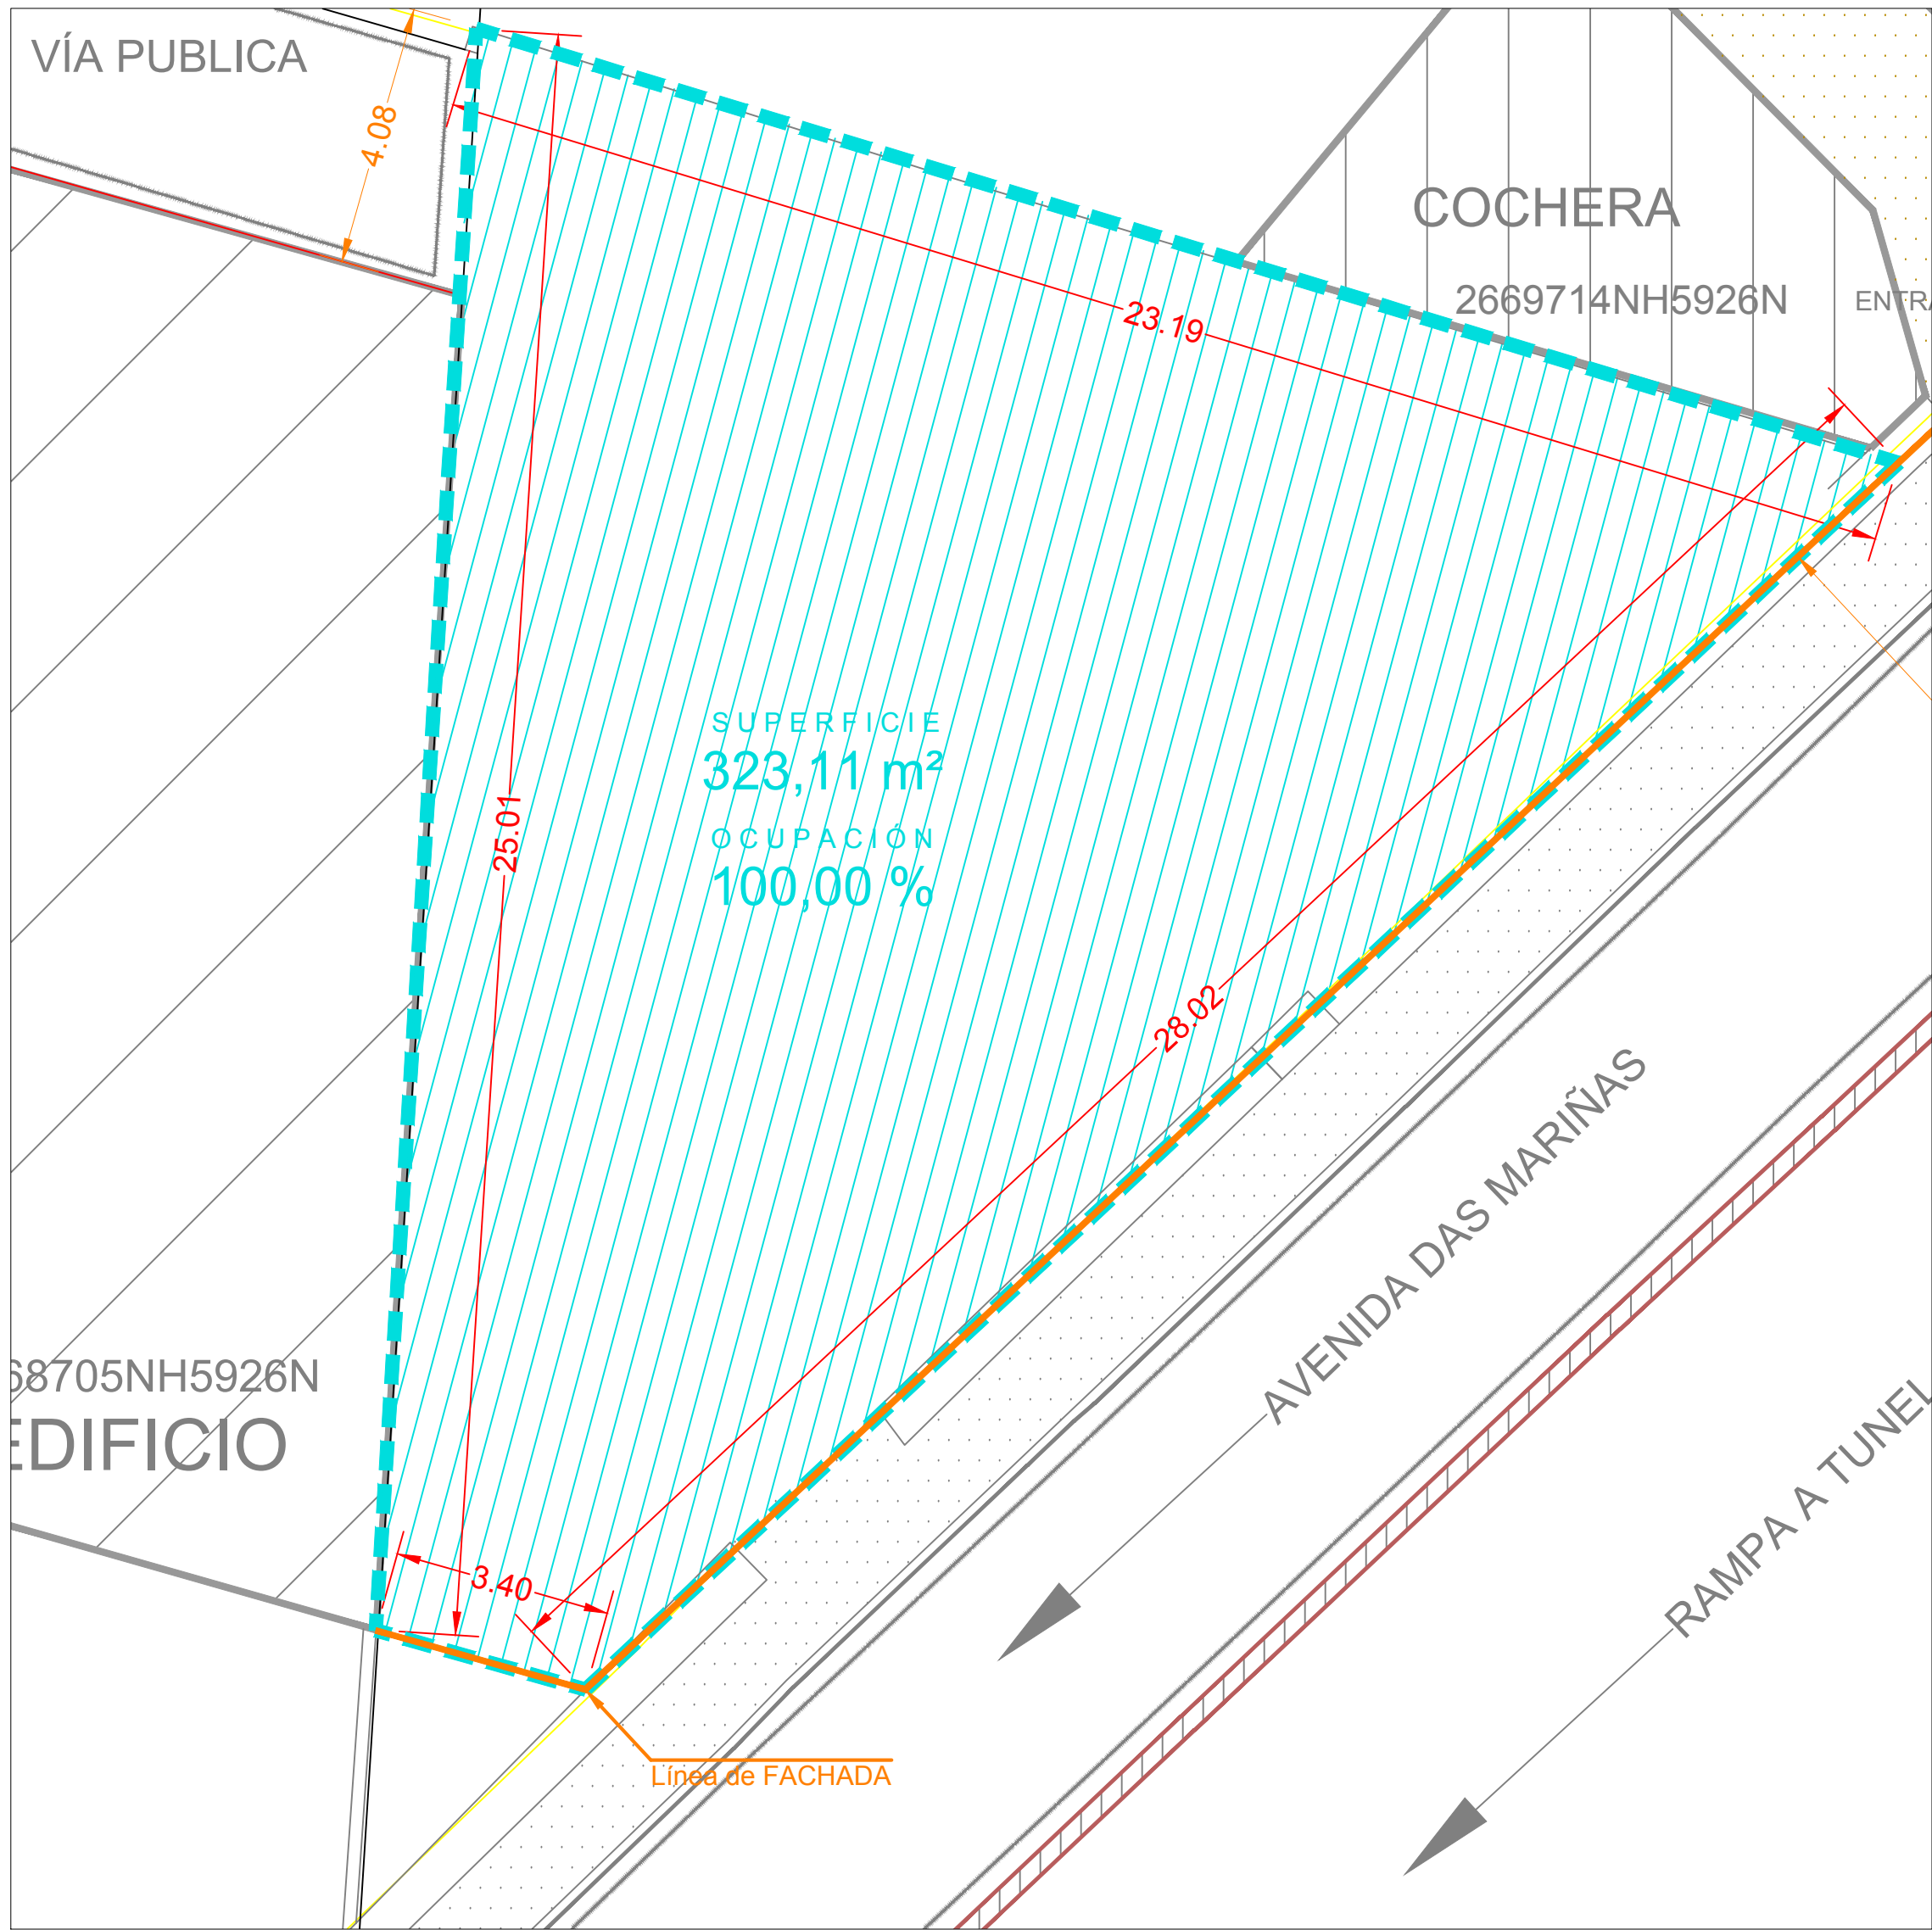 VÍA PUBLICA
4.08
COCHERA
2669714NH5926N
ENTRA
23.19
SUPERFICIE
323,11 m²
OCUPACIÓN
100,00 %
25.01
28.02
AVENIDA DAS MARIÑAS
68705NH5926N
EDIFICIO
RAMPA A TUNEL
3.40
Línea de FACHADA